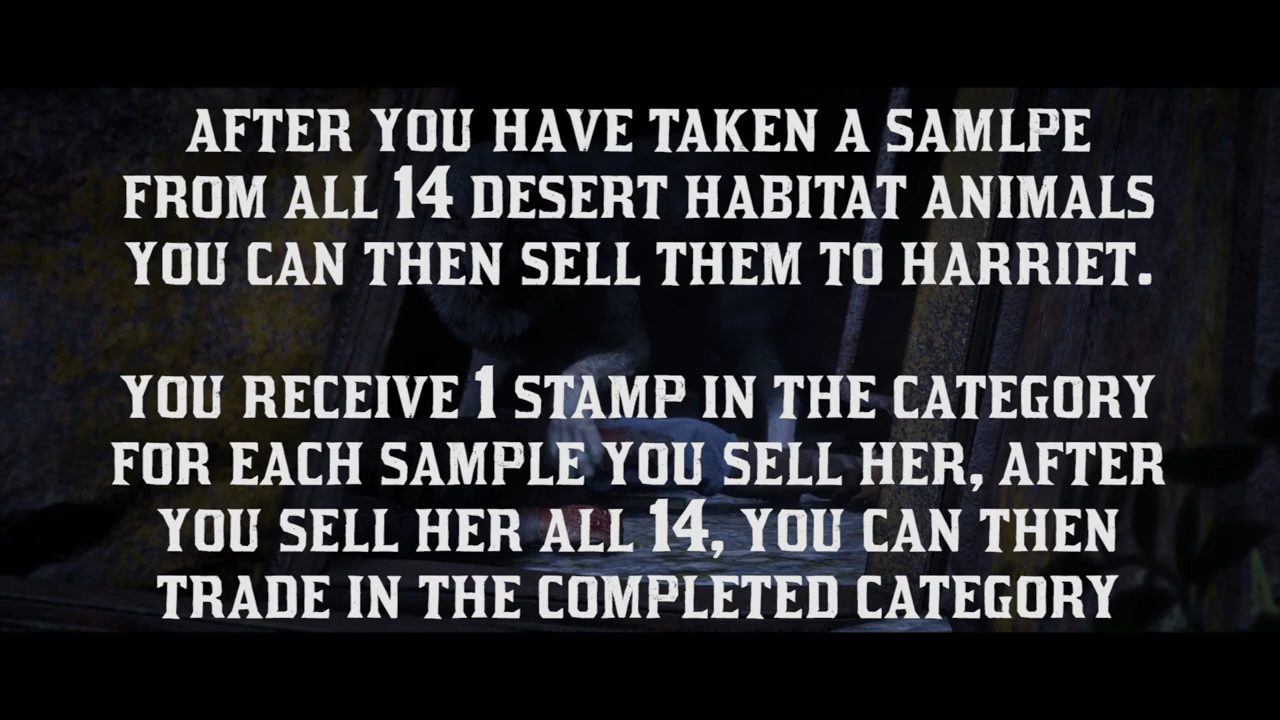 AFTER YOU HAVE TAKEN A SAMLPE
FROM ALL 14 DESERT HABITAT ANIMALS
YOU CAN THEN SELL THEM TO HARRIET.
YOU RECEIVE 1 STAMP IN THE CATEGORY
FOR EACH SAMPLE YOU SELL HER, AFTER
YOU SELL HER ALL 14, YOU CAN THEN
TRADE IN THE COMPLETED CATEGORY